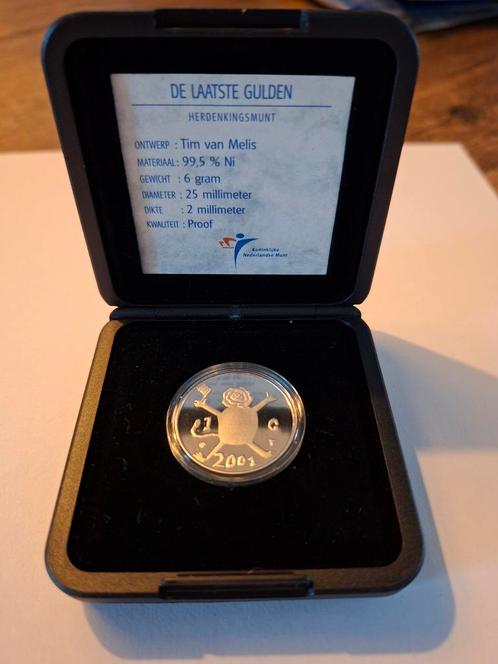 DE LAATSTE GULDEN
HERDENKINGSMUNT
ONTWERP : Tim van Melis
MATERIAAL : 99,5 % Ni
GEWICHT : 6 gram
DIAMETER : 25 millimeter
DIKTE : 2 millimeter
KWALITEIT : Proof
Koninklijke
Nederlandse Munt
1 G
2001